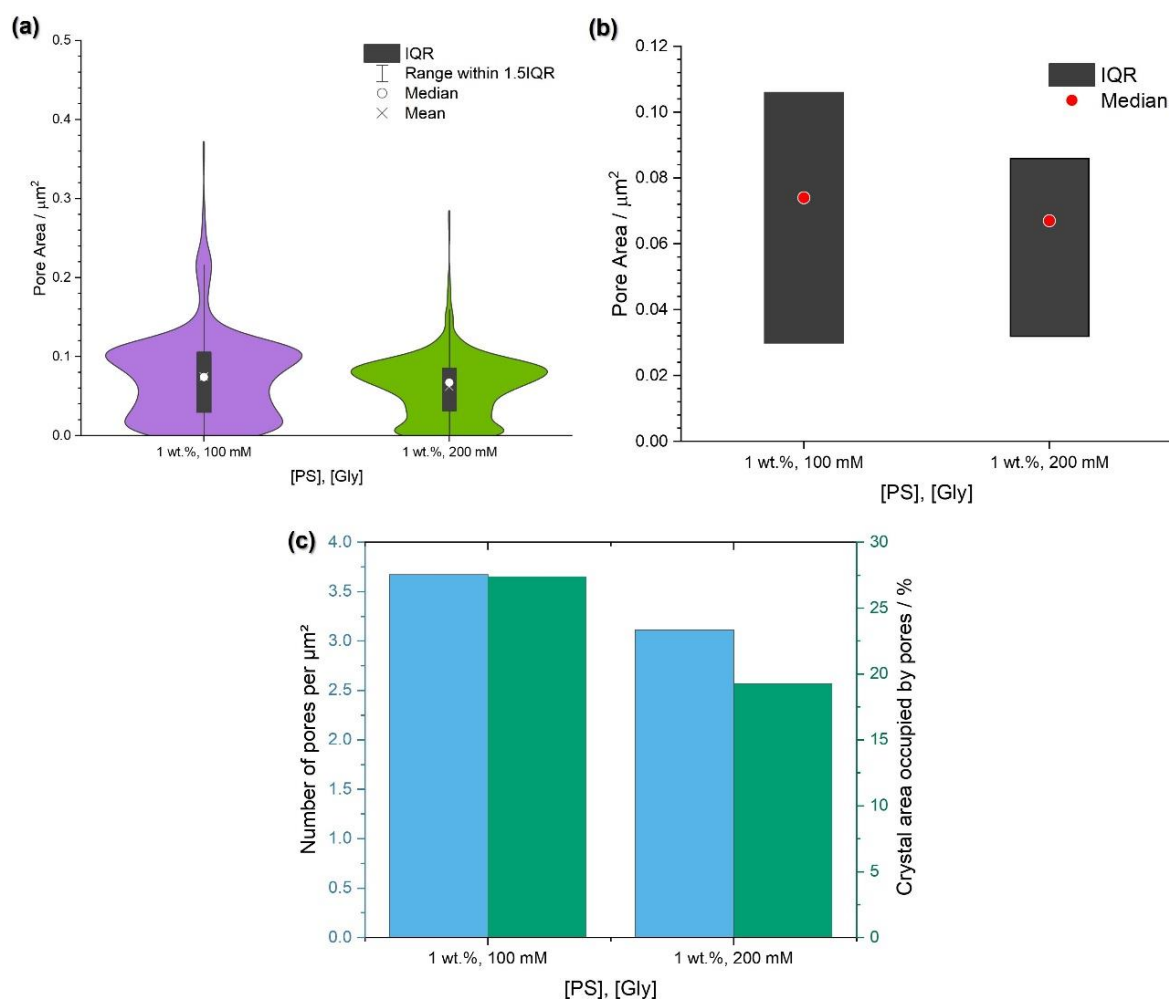 (a)
0.5
0.4
0.3
0.2
0.1
0.0
Pore Area / μm²
IQR
Range within 1.5IQR
Median
Mean
1 wt.%, 100 mM
1 wt.%, 200 mM
[PS], [Gly]
(b)
0.12
0.10
0.08
0.06
0.04
0.02
0.00
Pore Area / μm²
IQR
Median
1 wt.%, 100 mM
1 wt.%, 200 mM
[PS], [Gly]
(c)
4.0
3.5
3.0
2.5
2.0
1.5
1.0
0.5
0.0
Number of pores per μm²
30
25
20
15
10
5
0
Crystal area occupied by pores / %
1 wt.%, 100 mM
1 wt.%, 200 mM
[PS], [Gly]